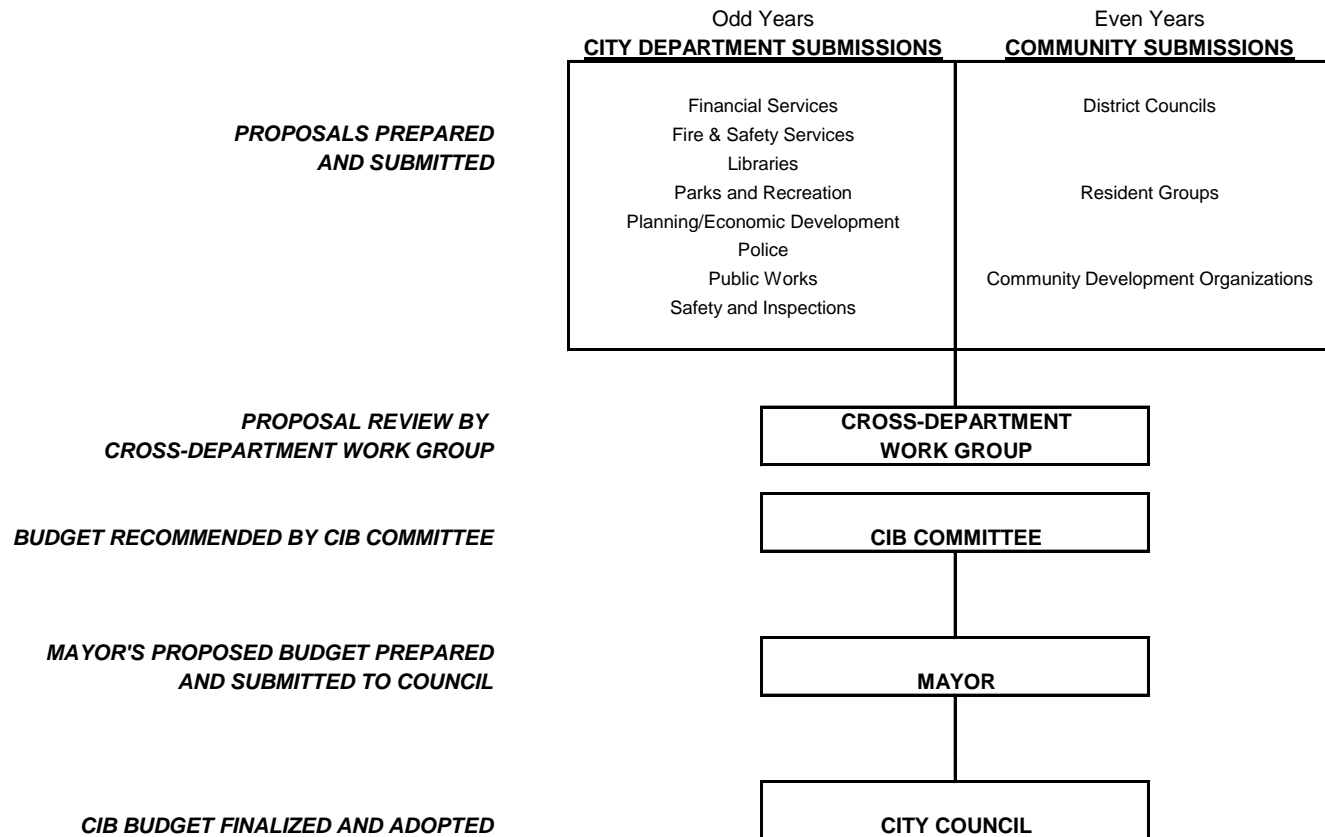 Odd Years
Even Years
CITY DEPARTMENT SUBMISSIONS
COMMUNITY SUBMISSIONS
PROPOSALS PREPARED
AND SUBMITTED
Financial Services
Fire & Safety Services
Libraries
Parks and Recreation
Planning/Economic Development
Police
Public Works
Safety and Inspections
District Councils
Resident Groups
Community Development Organizations
PROPOSAL REVIEW BY
CROSS-DEPARTMENT WORK GROUP
CROSS-DEPARTMENT
WORK GROUP
BUDGET RECOMMENDED BY CIB COMMITTEE
CIB COMMITTEE
MAYOR'S PROPOSED BUDGET PREPARED
AND SUBMITTED TO COUNCIL
MAYOR
CIB BUDGET FINALIZED AND ADOPTED
CITY COUNCIL